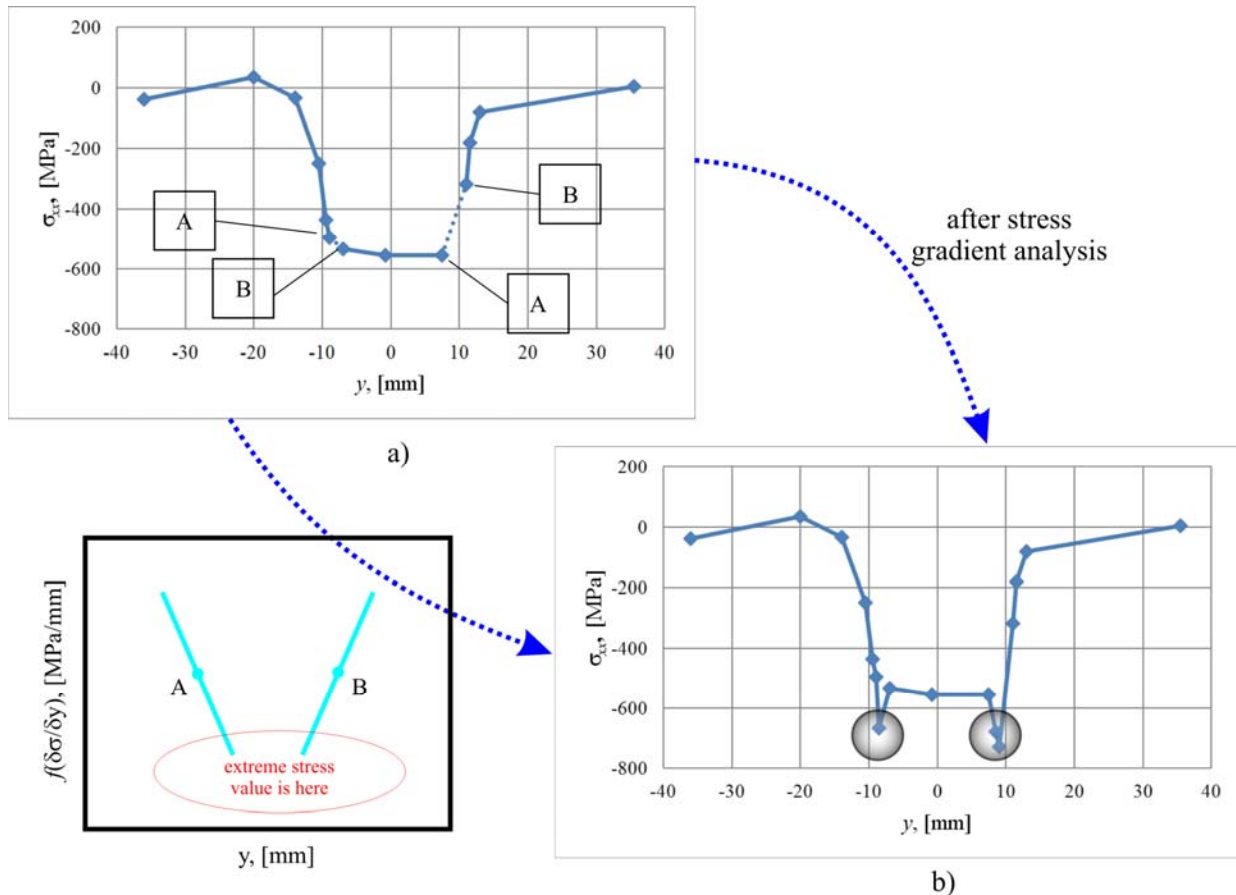 200
0
-200
-400
-600
-800
σxx, [MPa]
A
B
B
A
-40
-30
-20
-10
0
10
20
30
40
y, [mm]
a)
after stress
gradient analysis
f(δσ/δy), [MPa/mm]
A
B
extreme stress
value is here
y, [mm]
200
0
-200
-400
-600
-800
σxx, [MPa]
-40
-30
-20
-10
0
10
20
30
40
y, [mm]
b)